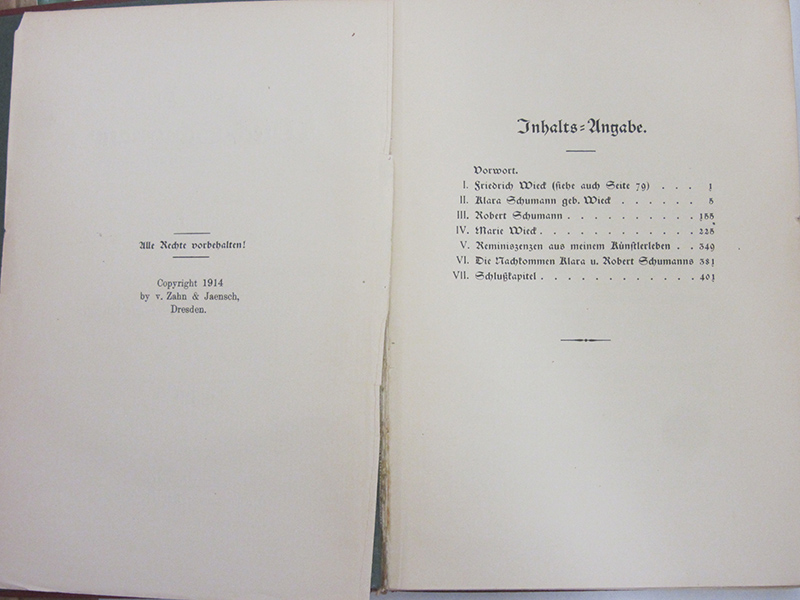 Alle Rechte vorbehalten!
Copyright 1914
by v. Zahn & Jaensch,
Dresden.
Inhalts-Angabe.
Vorwort.
I. Friedrich Wieck (siehe auch Seite 79) . . . 1
II. Klara Schumann geb. Wieck . . . . . . 8
III. Robert Schumann . . . . . . . . . . . 188
IV. Marie Wieck . . . . . . . . . . . . . 228
V. Reminiszenzen aus meinem Künstlerleben . . 349
VI. Die Nachkommen Klara u. Robert Schumanns 381
VII. Schlußkapitel . . . . . . . . . . . . . 401